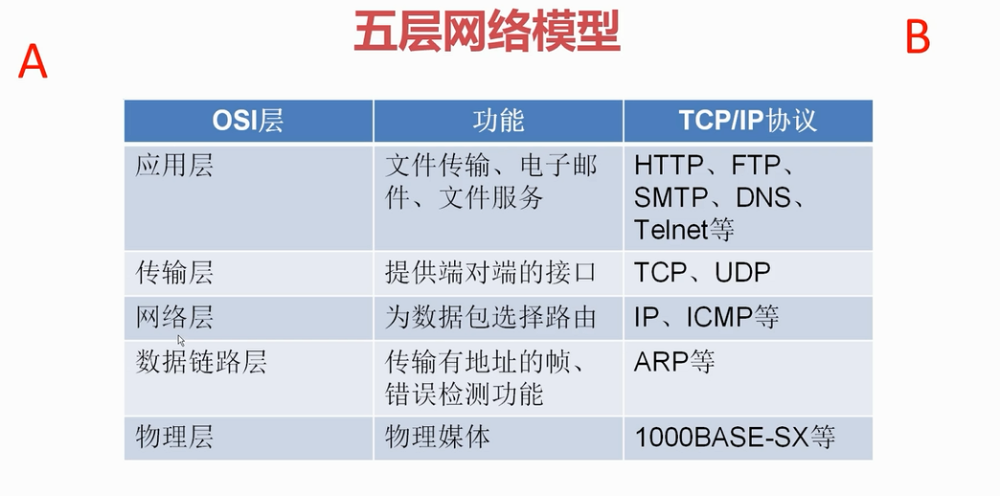 五层网络模型
A
B
OSI层 功能 TCP/IP协议
应用层 文件传输、电子邮 HTTP、FTP、
件、文件服务 SMTP、DNS、
Telnet等
传输层 提供端对端的接口 TCP、UDP
网络层 为数据包选择路由 IP、ICMP等
数据链路层 传输有地址的帧、 ARP等
错误检测功能
物理层 物理媒体 1000BASE-SX等